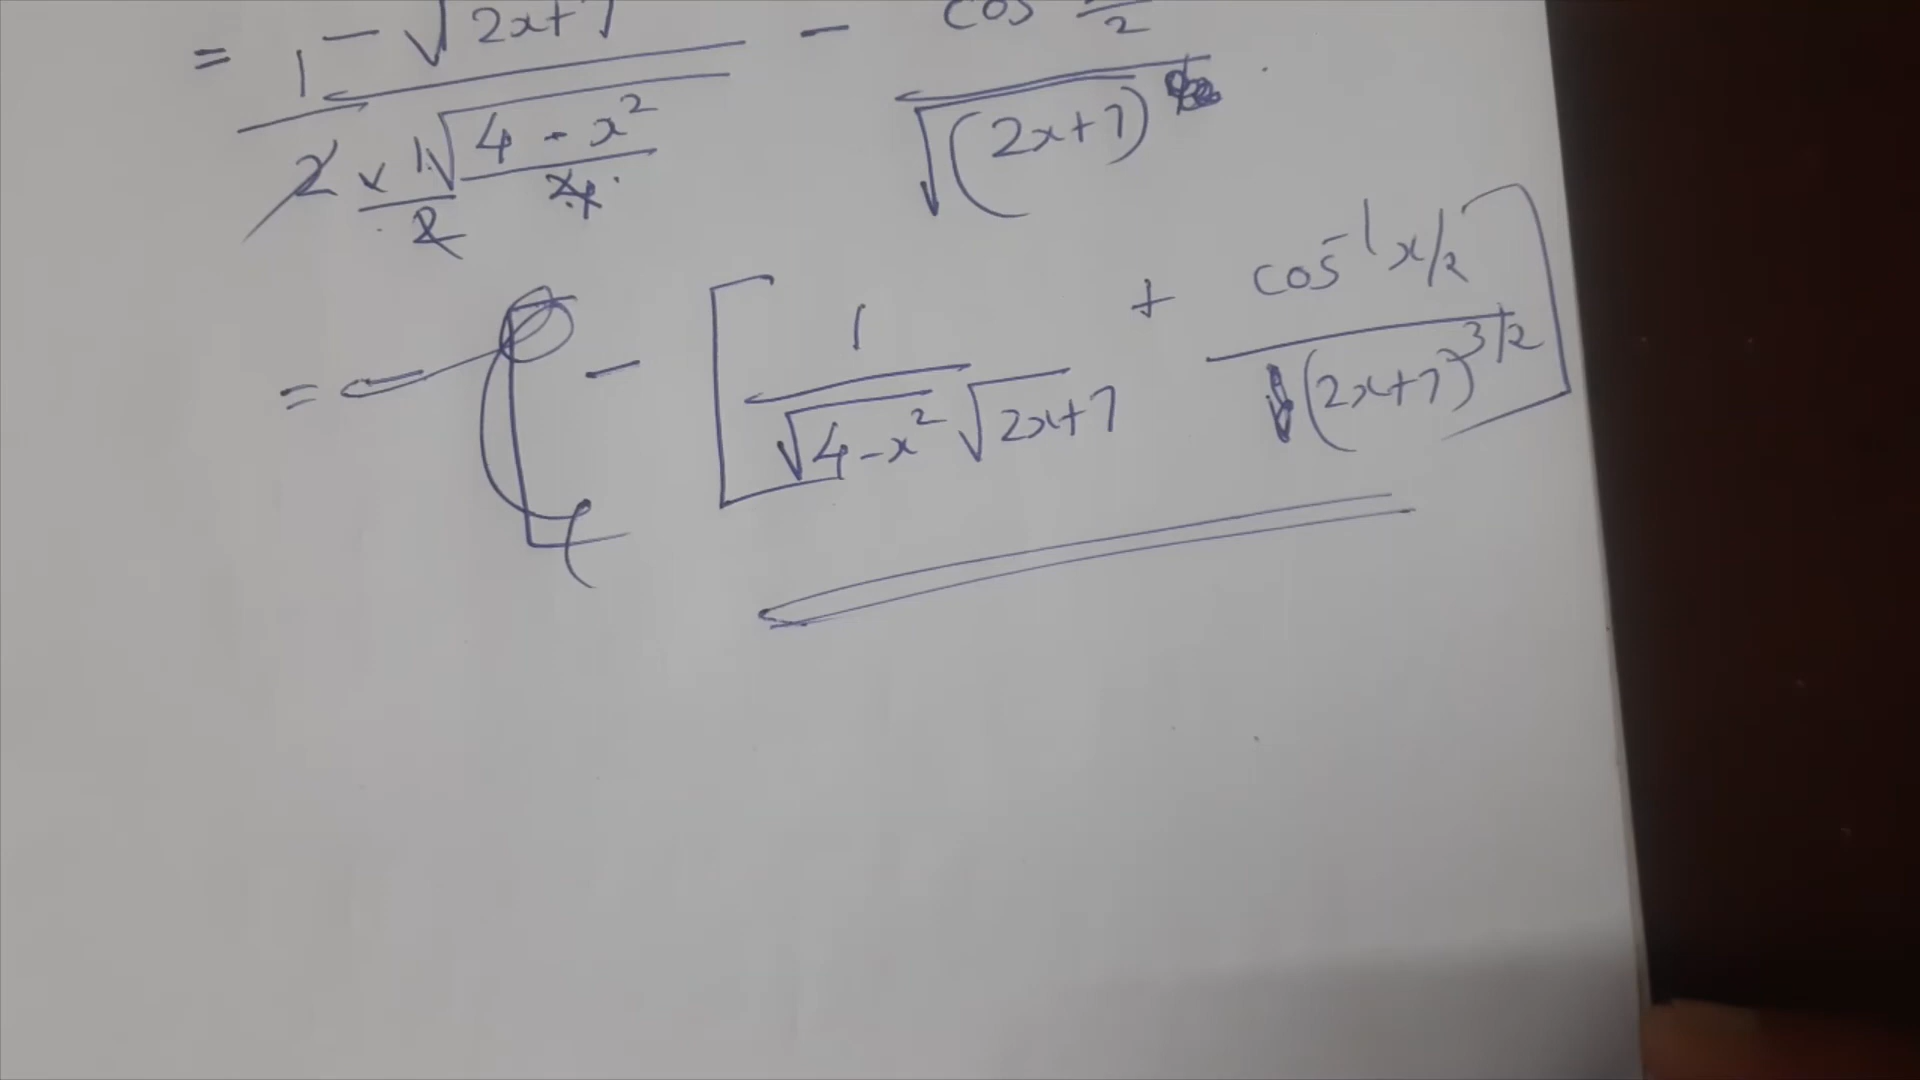 = 1 - √2x+7 / 2 × 1/2 √4 - x² - cos x/2 / √(2x+7)
= - [ 1 / √4-x² √2x+7 + cos⁻¹ x/2 / (2x+7)^3/2 ]